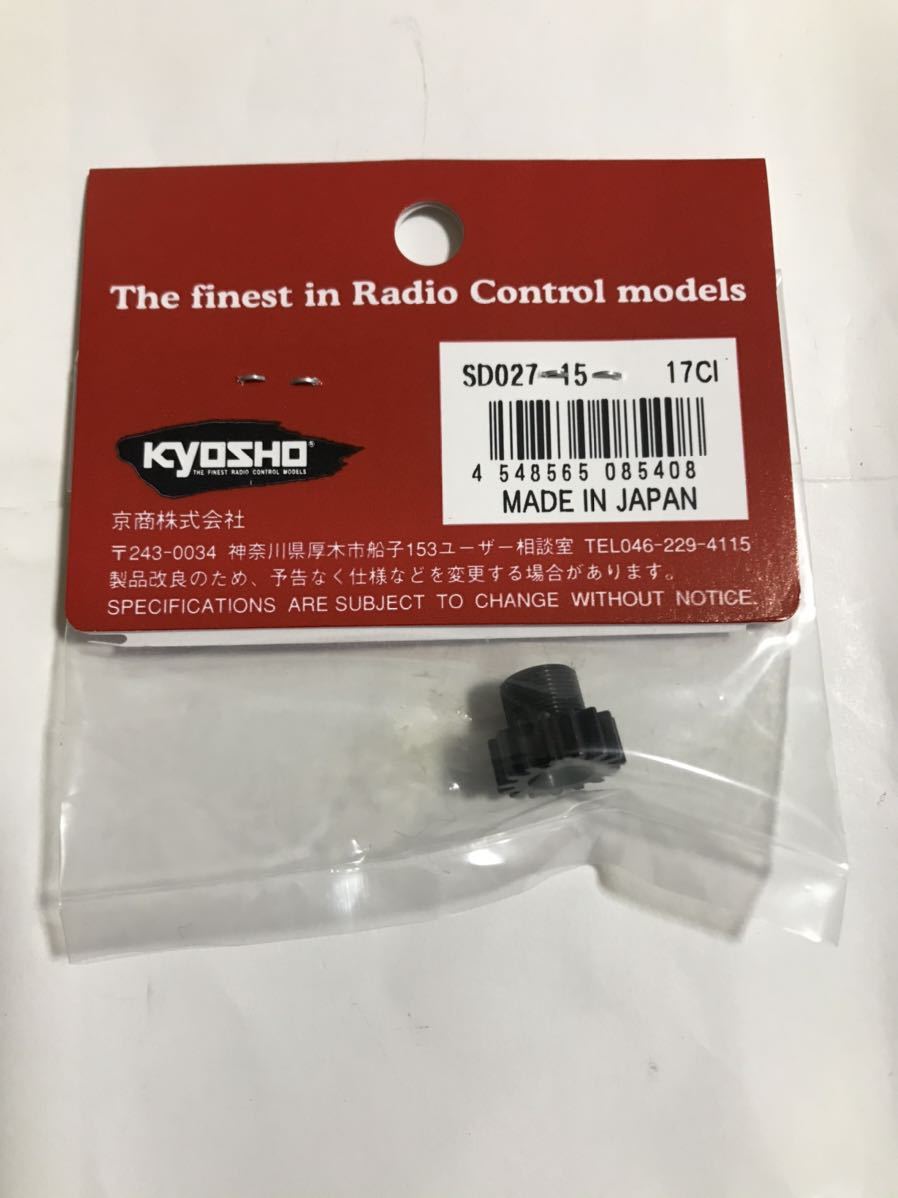 The finest in Radio Control models
SD027-15 17CI
4 548565 085408
MADE IN JAPAN
KYOSHO®
THE FINEST RADIO CONTROL MODELS
京商株式会社
〒243-0034 神奈川県厚木市船子153ユーザー相談室 TEL046-229-4115
製品改良のため、予告なく仕様などを変更する場合があります。
SPECIFICATIONS ARE SUBJECT TO CHANGE WITHOUT NOTICE.